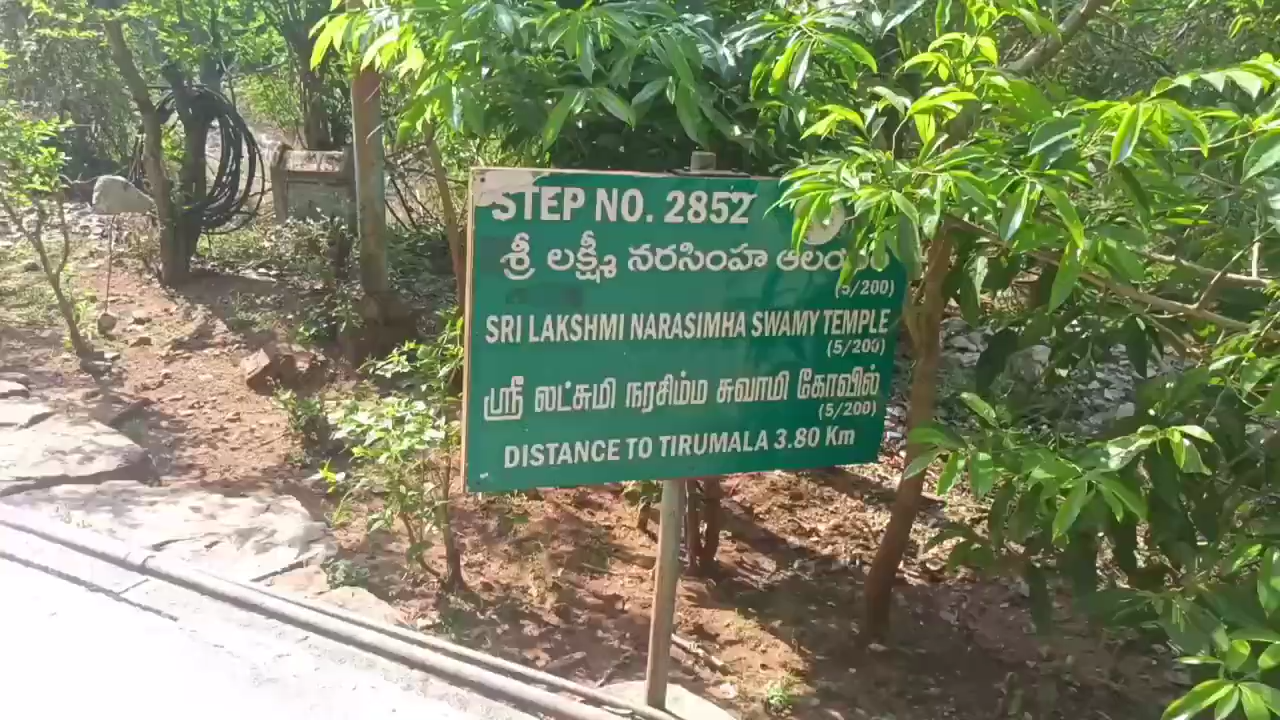 STEP NO. 2852
శ్రీ లక్ష్మీ నరసింహ
(5/200)
SRI LAKSHMI NARASIMHA SWAMY TEMPLE
(5/200)
ஸ்ரீ லட்சுமி நரசிம்ம சுவாமி கோவில்
(5/200)
DISTANCE TO TIRUMALA 3.80 Km